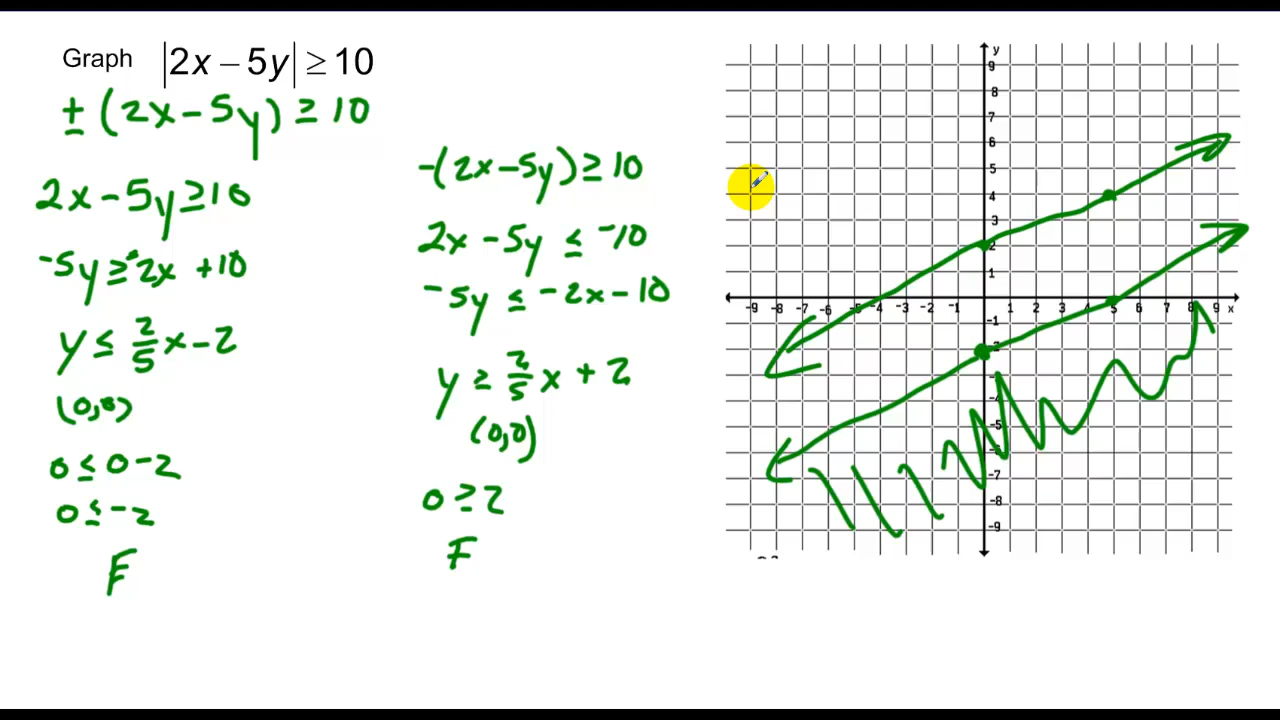 Graph |2x – 5y| ≥ 10
± (2x – 5y) ≥ 10
2x – 5y ≥ 10
-5y ≥ -2x + 10
y ≤ 2/5 x – 2
(0,0)
0 ≤ 0 – 2
0 ≤ -2
F
-(2x – 5y) ≥ 10
2x – 5y ≤ -10
-5y ≤ -2x – 10
y ≥ 2/5 x + 2
(0,0)
0 ≥ 2
F
y
9
8
7
6
5
4
3
2
1
-9 -8 -7 -6 -5 -4 -3 -2 -1 1 2 3 4 5 6 7 8 9 x
-1
-2
-4
-5
-6
-7
-8
-9